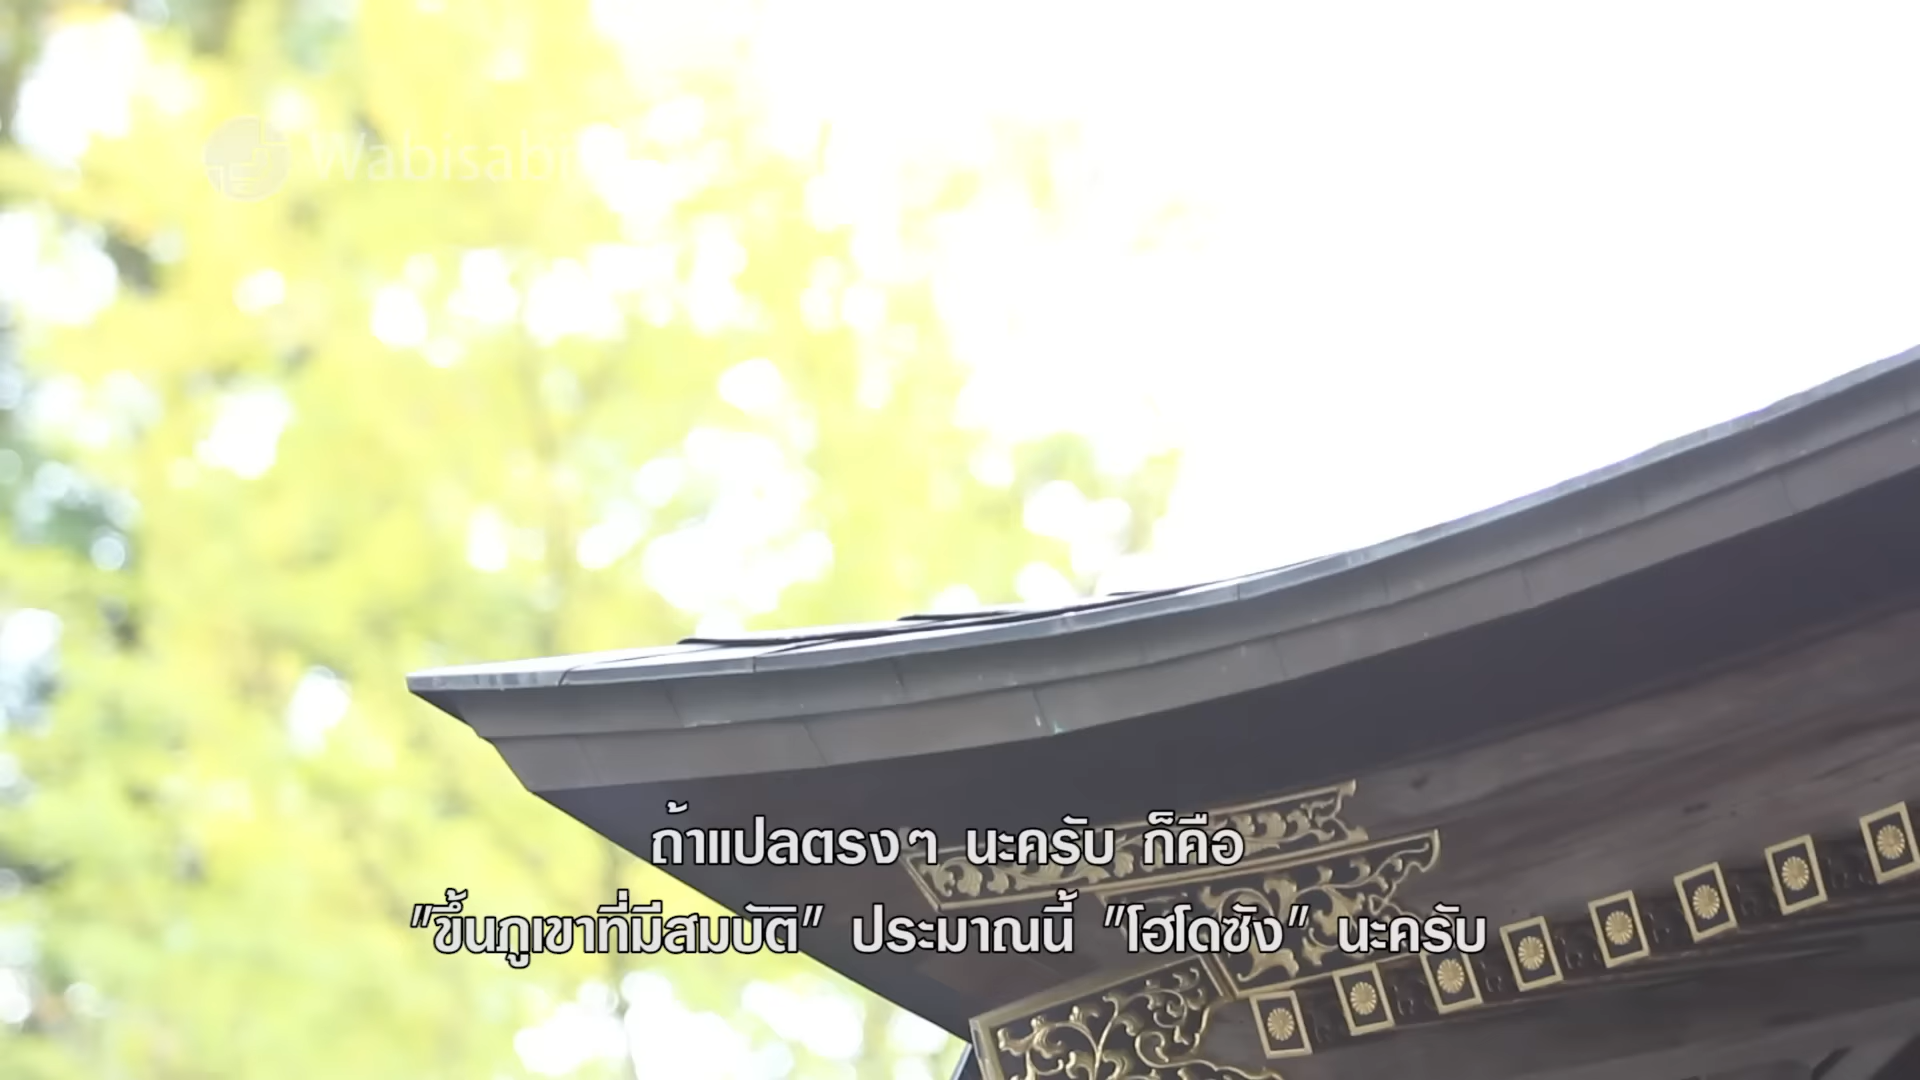 Wabisabi
ถ้าแปลตรงๆ นะครับ ก็คือ
"ขึ้นภูเขาที่มีสมบัติ" ประมาณนี้ "โฮโดซัง" นะครับ